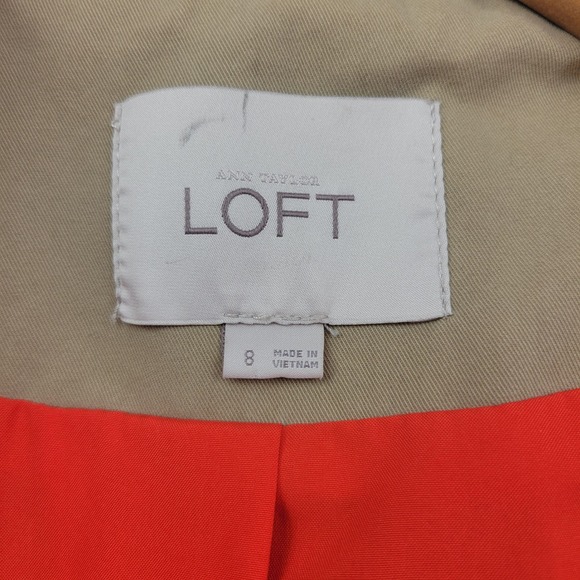 ANN TAYLOR
LOFT
8
MADE IN
VIETNAM